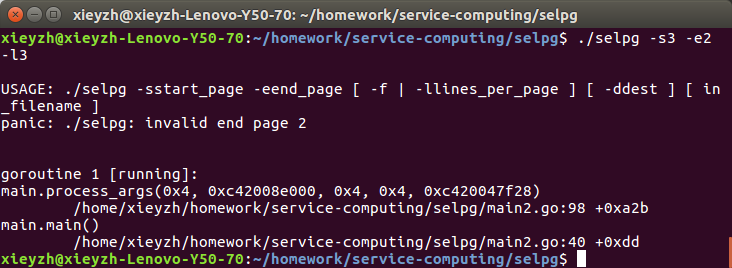 xieyzh@xieyzh-Lenovo-Y50-70: ~/homework/service-computing/selpg
xieyzh@xieyzh-Lenovo-Y50-70:~/homework/service-computing/selpg$ ./selpg -s3 -e2
-l3
USAGE: ./selpg -sstart_page -eend_page [ -f | -llines_per_page ] [ -ddest ] [ in
_filename ]
panic: ./selpg: invalid end page 2
goroutine 1 [running]:
main.process_args(0x4, 0xc42008e000, 0x4, 0x4, 0xc420047f28)
/home/xieyzh/homework/service-computing/selpg/main2.go:98 +0xa2b
main.main()
/home/xieyzh/homework/service-computing/selpg/main2.go:40 +0xdd
xieyzh@xieyzh-Lenovo-Y50-70:~/homework/service-computing/selpg$